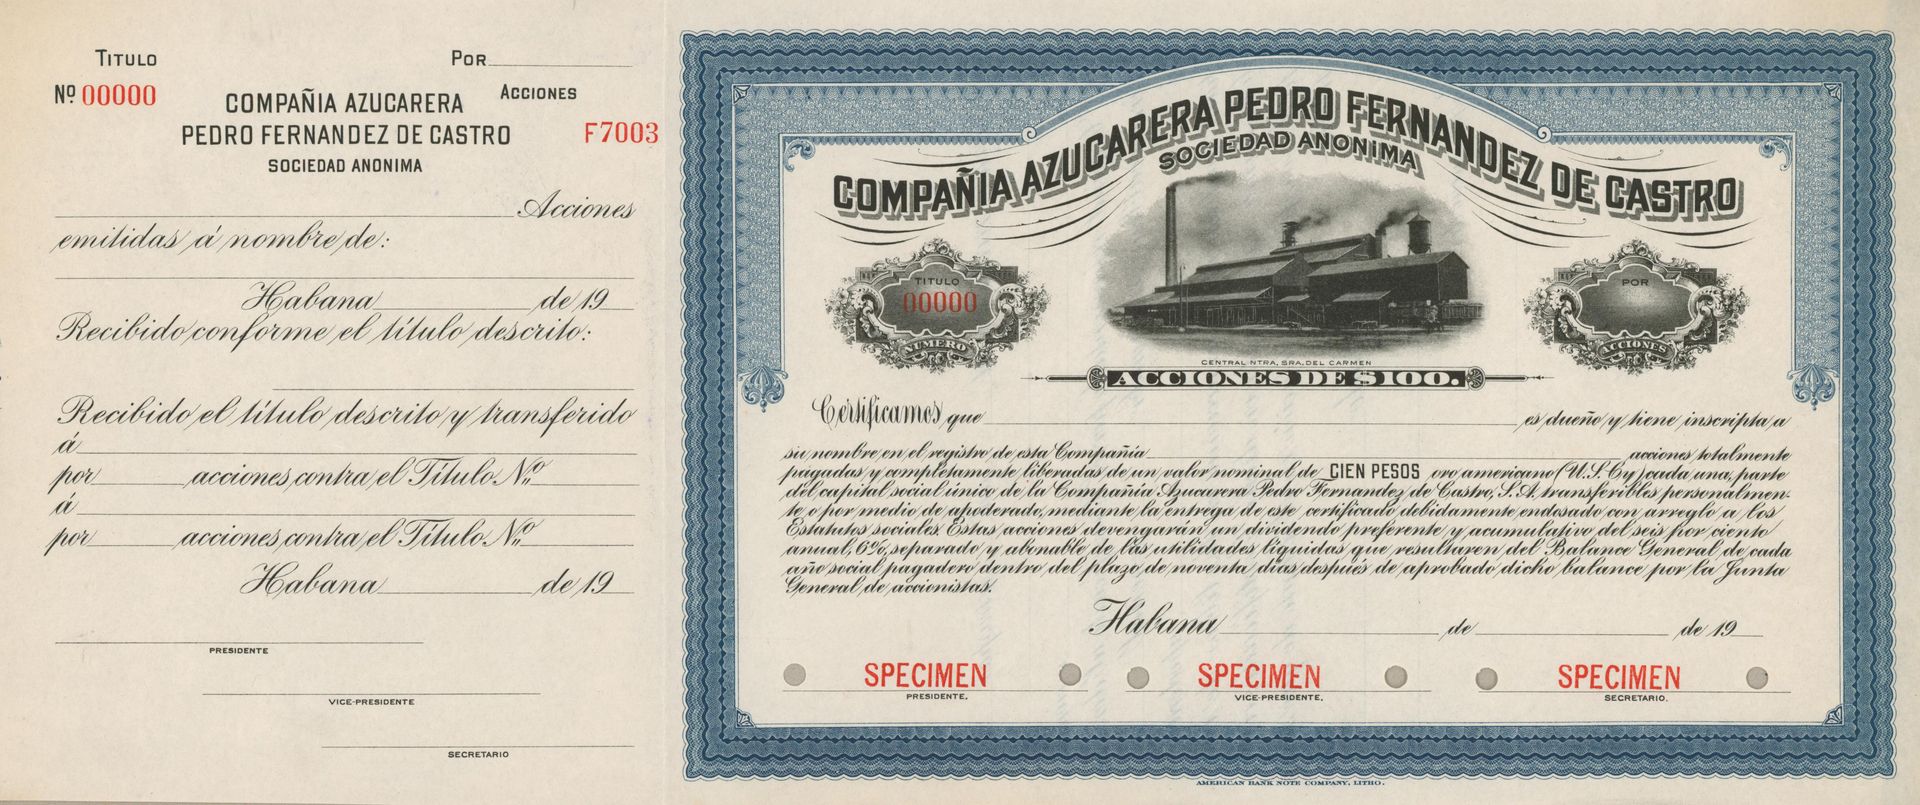 TITULO
POR
Nº 00000
ACCIONES
COMPAÑIA AZUCARERA
PEDRO FERNANDEZ DE CASTRO
F7003
SOCIEDAD ANONIMA
Acciones
emitidas á nombre de:
Habana de 19
Recibido conforme el título descrito:
Recibido el título descrito y transferido
á
por acciones contra el Título Nº
á
por acciones contra el Título Nº
Habana de 19
PRESIDENTE
VICE-PRESIDENTE
SECRETARIO
COMPAÑIA AZUCARERA PEDRO FERNANDEZ DE CASTRO
SOCIEDAD ANONIMA
TITULO
00000
NUMERO
POR
ACCIONES
CENTRAL NTRA. SRA. DEL CARMEN
ACCIONES DE $100.
Certificamos que es dueño y tiene inscripta a
su nombre en el registro de esta Compañía acciones totalmente
pagadas y completamente liberadas de un valor nominal de CIEN PESOS oro americano (U.S.Cy) cada una, parte
del capital social único de la Compañía Azucarera Pedro Fernandez de Castro, S.A. transferibles personalmen-
te o por medio de apoderado, mediante la entrega de este certificado debidamente endosado con arreglo a los
Estatutos sociales. Estas acciones devengarán un dividendo preferente y acumulativo del seis por ciento
anual, 6%, separado y abonable de las utilidades líquidas que resultaren del Balance General de cada
año social pagadero dentro del plazo de noventa días después de aprobado dicho balance por la Junta
General de accionistas.
Habana de de 19
SPECIMEN
PRESIDENTE.
SPECIMEN
VICE-PRESIDENTE.
SPECIMEN
SECRETARIO.
AMERICAN BANK NOTE COMPANY, LITHO.